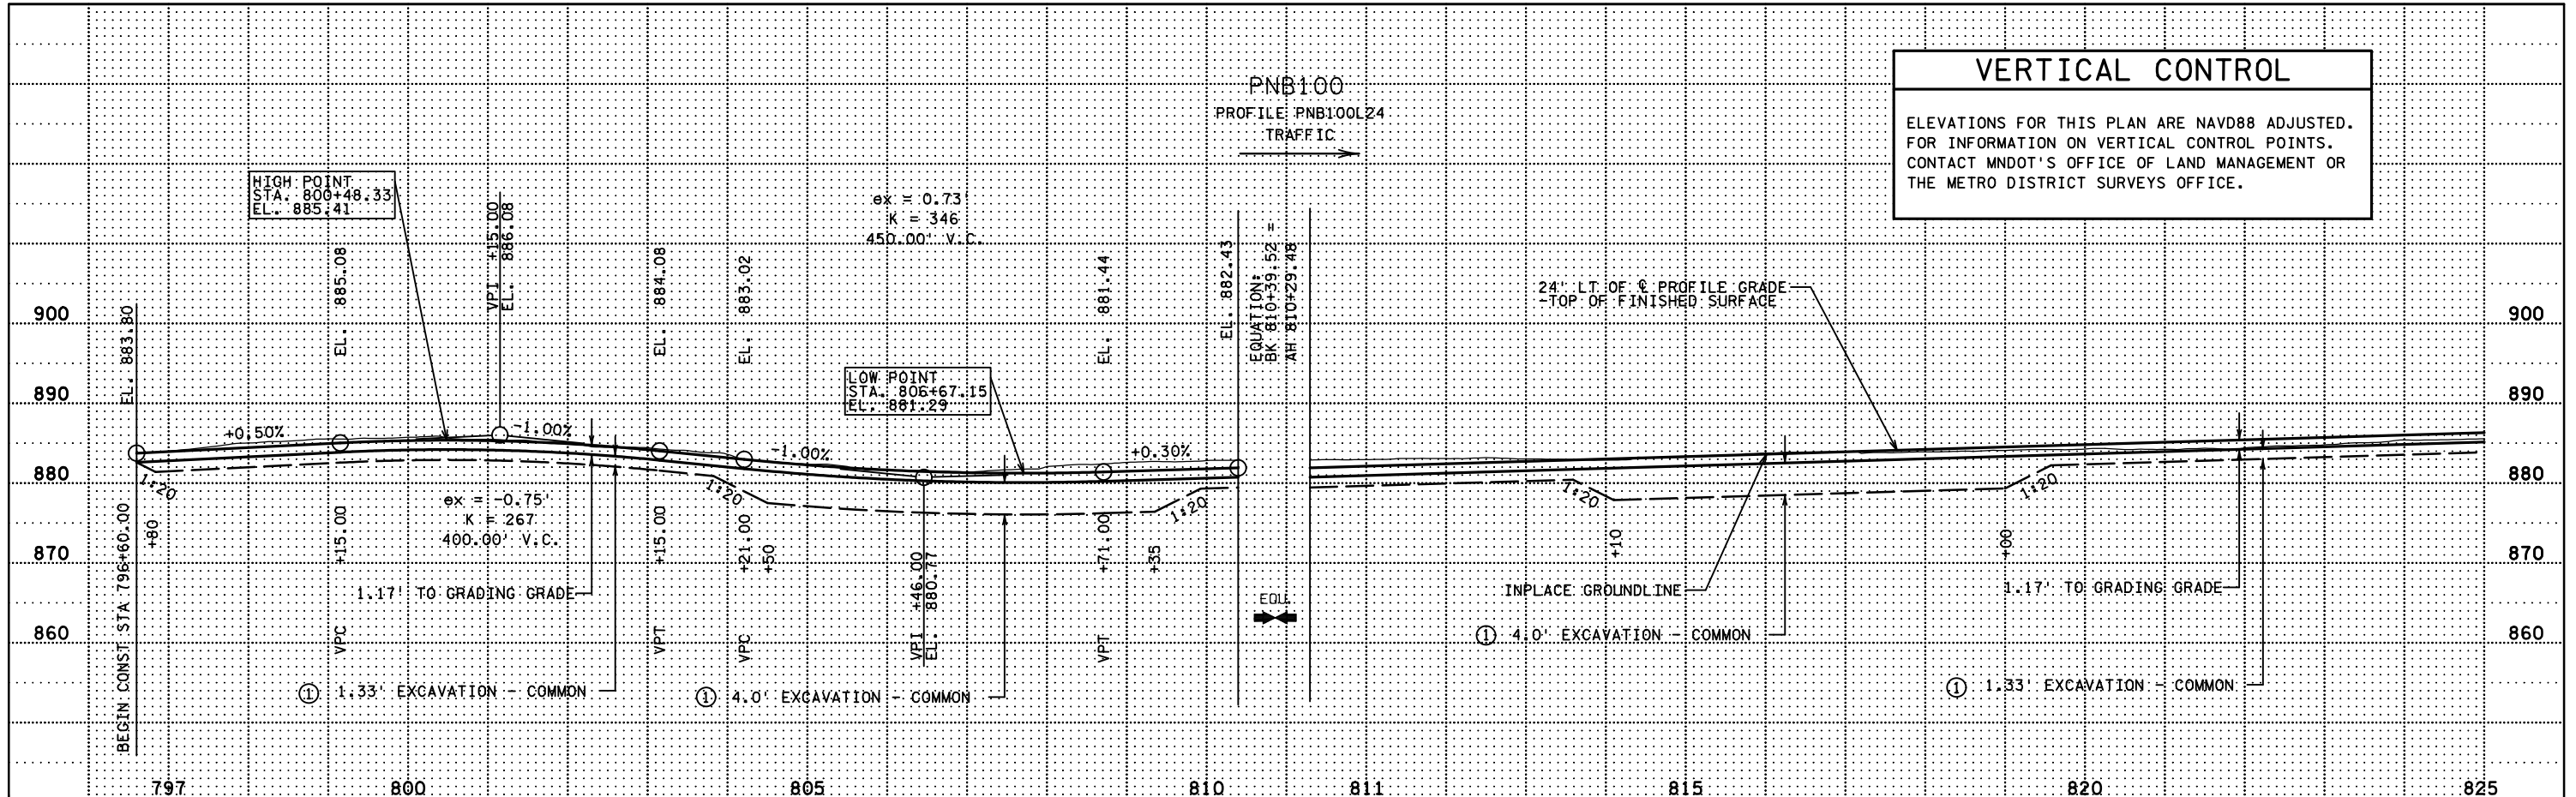 PNB100
PROFILE PNB100L24
TRAFFIC
VERTICAL CONTROL
ELEVATIONS FOR THIS PLAN ARE NAVD88 ADJUSTED.
FOR INFORMATION ON VERTICAL CONTROL POINTS.
CONTACT MNDOT'S OFFICE OF LAND MANAGEMENT OR
THE METRO DISTRICT SURVEYS OFFICE.
HIGH POINT
STA. 800+48.33
EL. 885.41
VPI +15.00
EL. 886.08
ex = 0.73'
K = 346
450.00' V.C.
EL. 883.80
EL. 885.08
EL. 884.08
EL. 883.02
EL. 881.44
EL. 882.43
EQUATION:
BK 810+39.52 =
AH 810+29.48
24' LT OF ℄ PROFILE GRADE
-TOP OF FINISHED SURFACE
LOW POINT
STA. 806+67.15
EL. 881.29
900
900
890
890
880
880
870
870
860
860
+0.50%
-1.00%
-1.00%
+0.30%
1:20
1:20
1:20
1:20
1:20
ex = -0.75'
K = 267
400.00' V.C.
BEGIN CONST STA 796+60.00
+80
+15.00
VPC
+15.00
VPT
+21.00
VPC
+50
VPI +46.00
EL. 880.77
+71.00
VPT
+35
+10
+00
1.17' TO GRADING GRADE
EQU.
INPLACE GROUNDLINE
1.17' TO GRADING GRADE
1 4.0' EXCAVATION - COMMON
1 1.33' EXCAVATION - COMMON
1 4.0' EXCAVATION - COMMON
1 1.33' EXCAVATION - COMMON
797 800 805 810 811 815 820 825